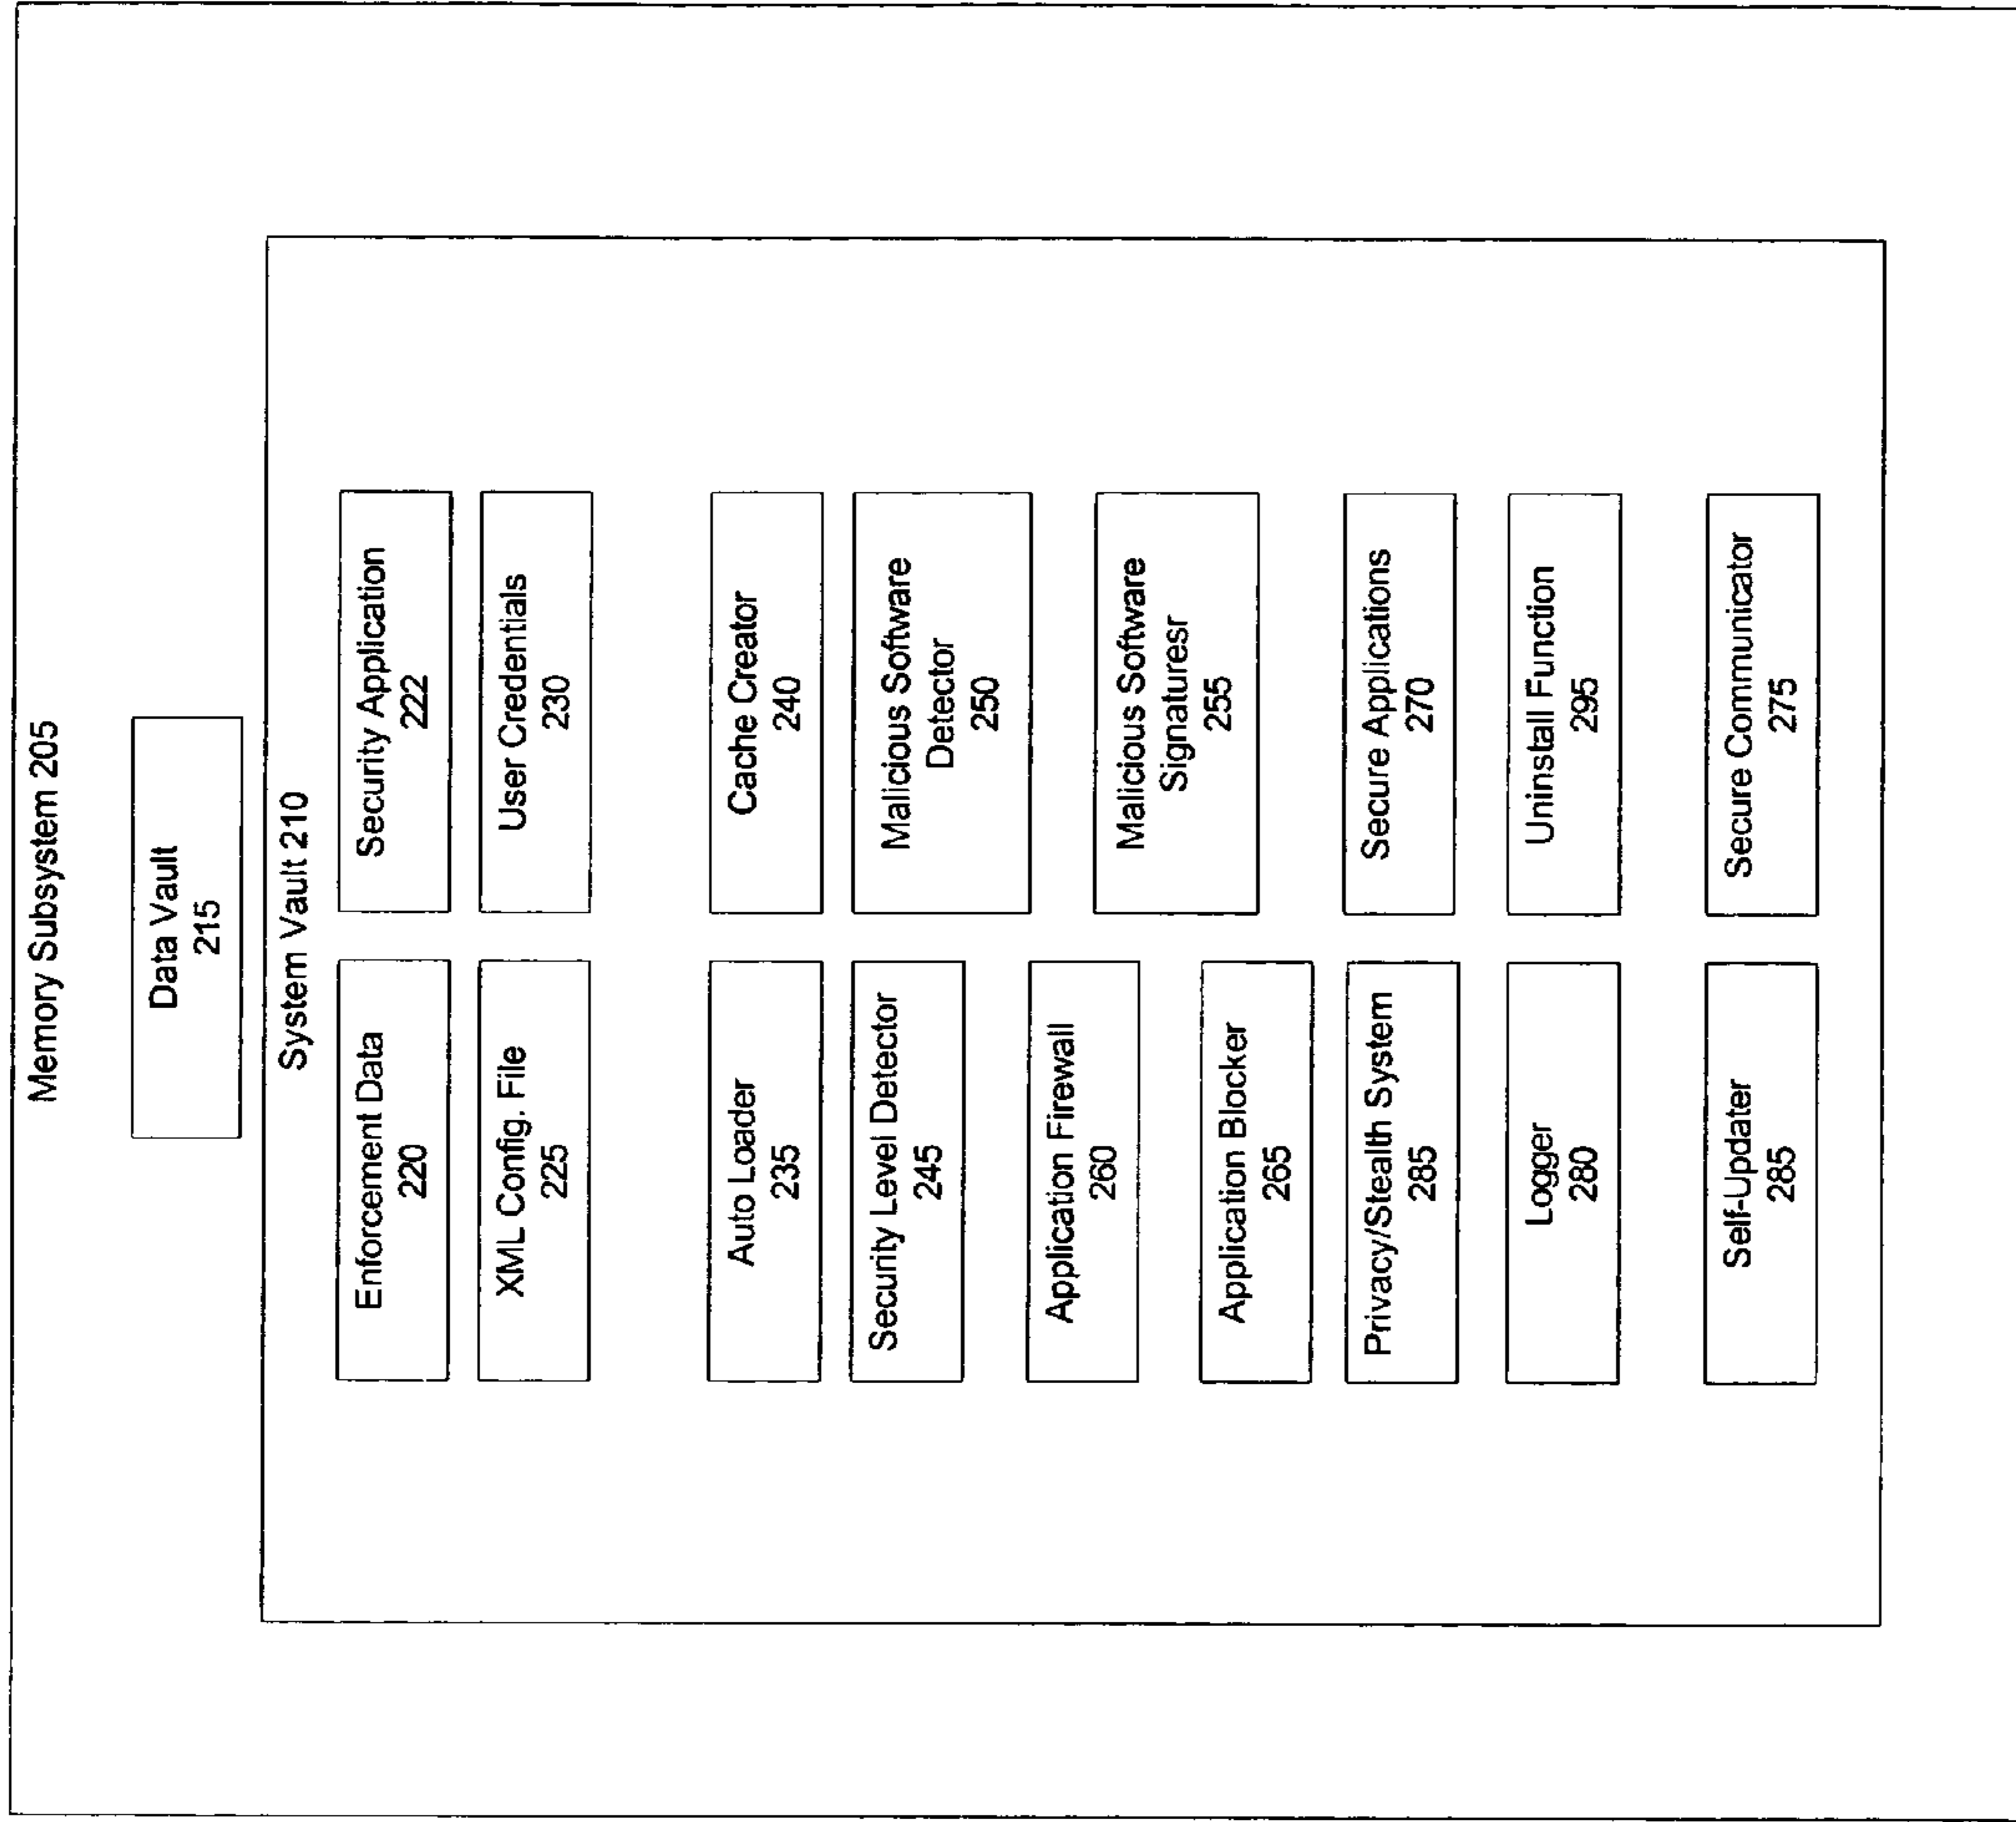 Memory Subsystem 205
Data Vault
215
System Vault 210
Enforcement Data
220
Security Application
222
XML Config. File
225
User Credentials
230
Auto Loader
235
Cache Creator
240
Security Level Detector
245
Malicious Software
Detector
250
Application Firewall
260
Malicious Software
Signaturesr
255
Application Blocker
265
Privacy/Stealth System
285
Secure Applications
270
Logger
280
Uninstall Function
295
Self-Updater
285
Secure Communicator
275